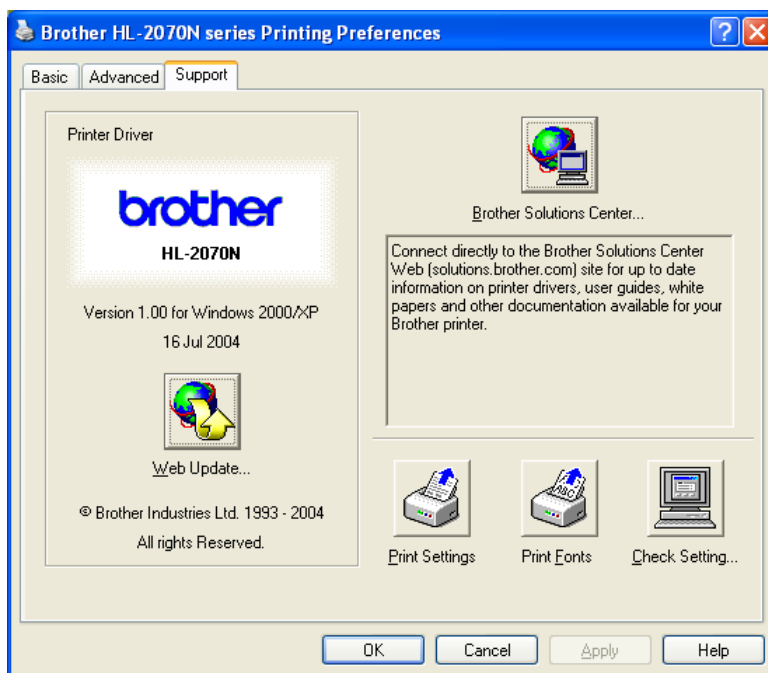 Brother HL-2070N series Printing Preferences
Basic
Advanced
Support
Printer Driver
brother
HL-2070N
Version 1.00 for Windows 2000/XP
16 Jul 2004
Web Update...
© Brother Industries Ltd. 1993 - 2004
All rights Reserved.
Brother Solutions Center...
Connect directly to the Brother Solutions Center
Web (solutions.brother.com) site for up to date
information on printer drivers, user guides, white
papers and other documentation available for your
Brother printer.
ABC
Print Settings
Print Fonts
Check Setting...
OK
Cancel
Apply
Help